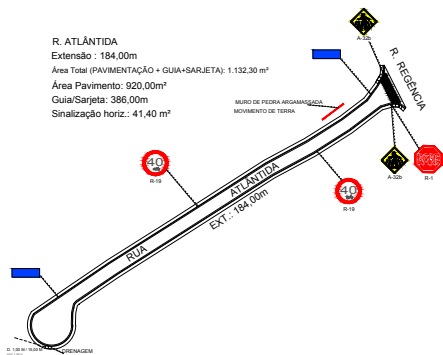 R. ATLÂNTIDA
Extensão : 184,00m
Área Total (PAVIMENTAÇÃO + GUIA+SARJETA): 1.132,30 m²
Área Pavimento: 920,00m²
Guia/Sarjeta: 386,00m
Sinalização horiz.: 41,40 m²
A-32b
R. REGÊNCIA
MURO DE PEDRA ARGAMASSADA
MOVIMENTO DE TERRA
A-32b
R-1
40
R-19
40
R-19
RUA
ATLÂNTIDA
EXT.: 184,00m
DRENAGEM